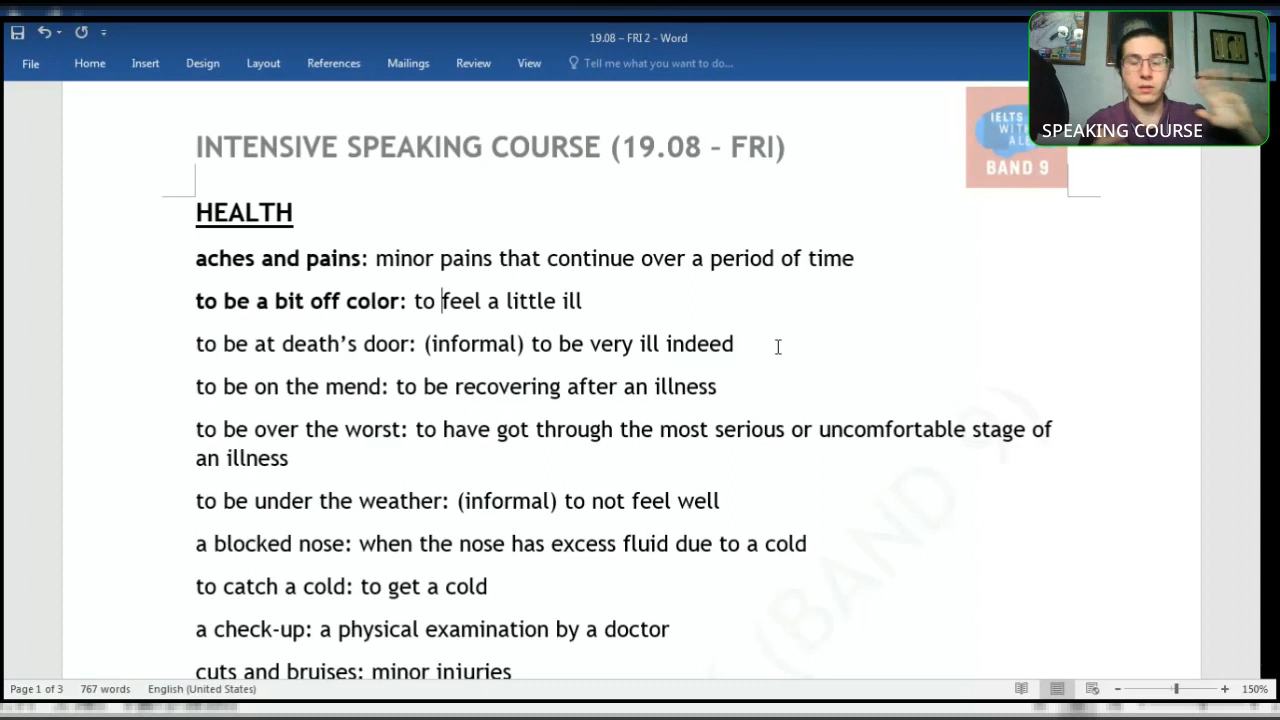 19.08 – FRI 2 - Word
File Home Insert Design Layout References Mailings Review View Tell me what you want to do...
SPEAKING COURSE
IELTS
WITH
BAND 9
INTENSIVE SPEAKING COURSE (19.08 – FRI)
HEALTH
aches and pains: minor pains that continue over a period of time
to be a bit off color: to feel a little ill
to be at death’s door: (informal) to be very ill indeed
to be on the mend: to be recovering after an illness
to be over the worst: to have got through the most serious or uncomfortable stage of
an illness
to be under the weather: (informal) to not feel well
a blocked nose: when the nose has excess fluid due to a cold
to catch a cold: to get a cold
a check-up: a physical examination by a doctor
cuts and bruises: minor injuries
(BAND 9)
Page 1 of 3 767 words English (United States) 150%